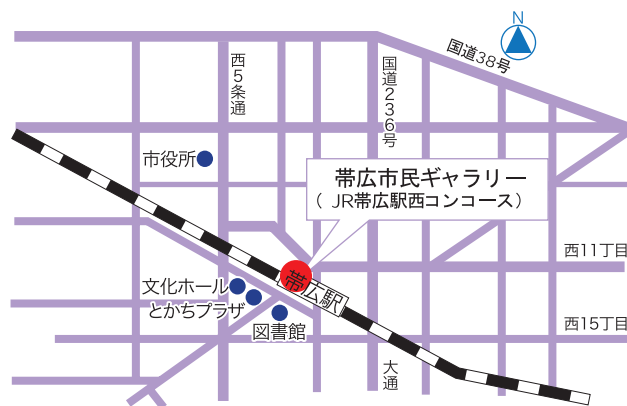 N
国道38号
西5条通
国道236号
市役所
帯広市民ギャラリー
( JR帯広駅西コンコース)
西11丁目
帯広駅
文化ホール
とかちプラザ
図書館
西15丁目
大通